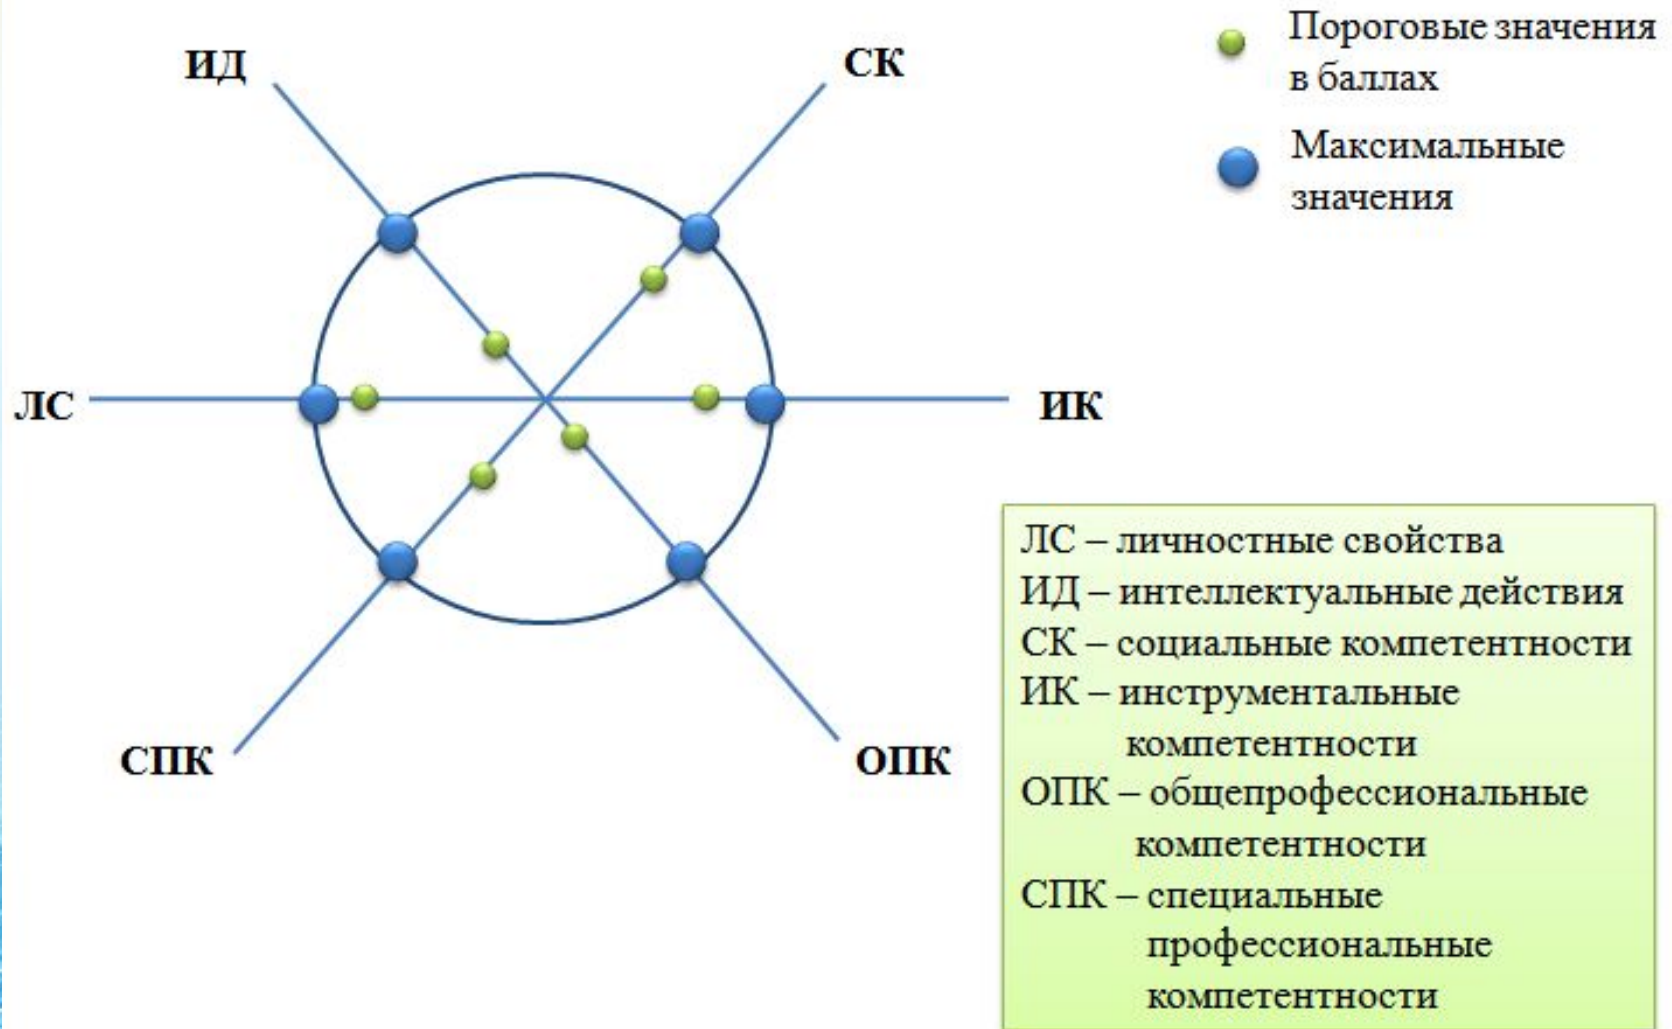 ИД
СК
ЛС
ИК
СПК
ОПК
Пороговые значения
в баллах
Максимальные
значения
ЛС – личностные свойства
ИД – интеллектуальные действия
СК – социальные компетентности
ИК – инструментальные
компетентности
ОПК – общепрофессиональные
компетентности
СПК – специальные
профессиональные
компетентности